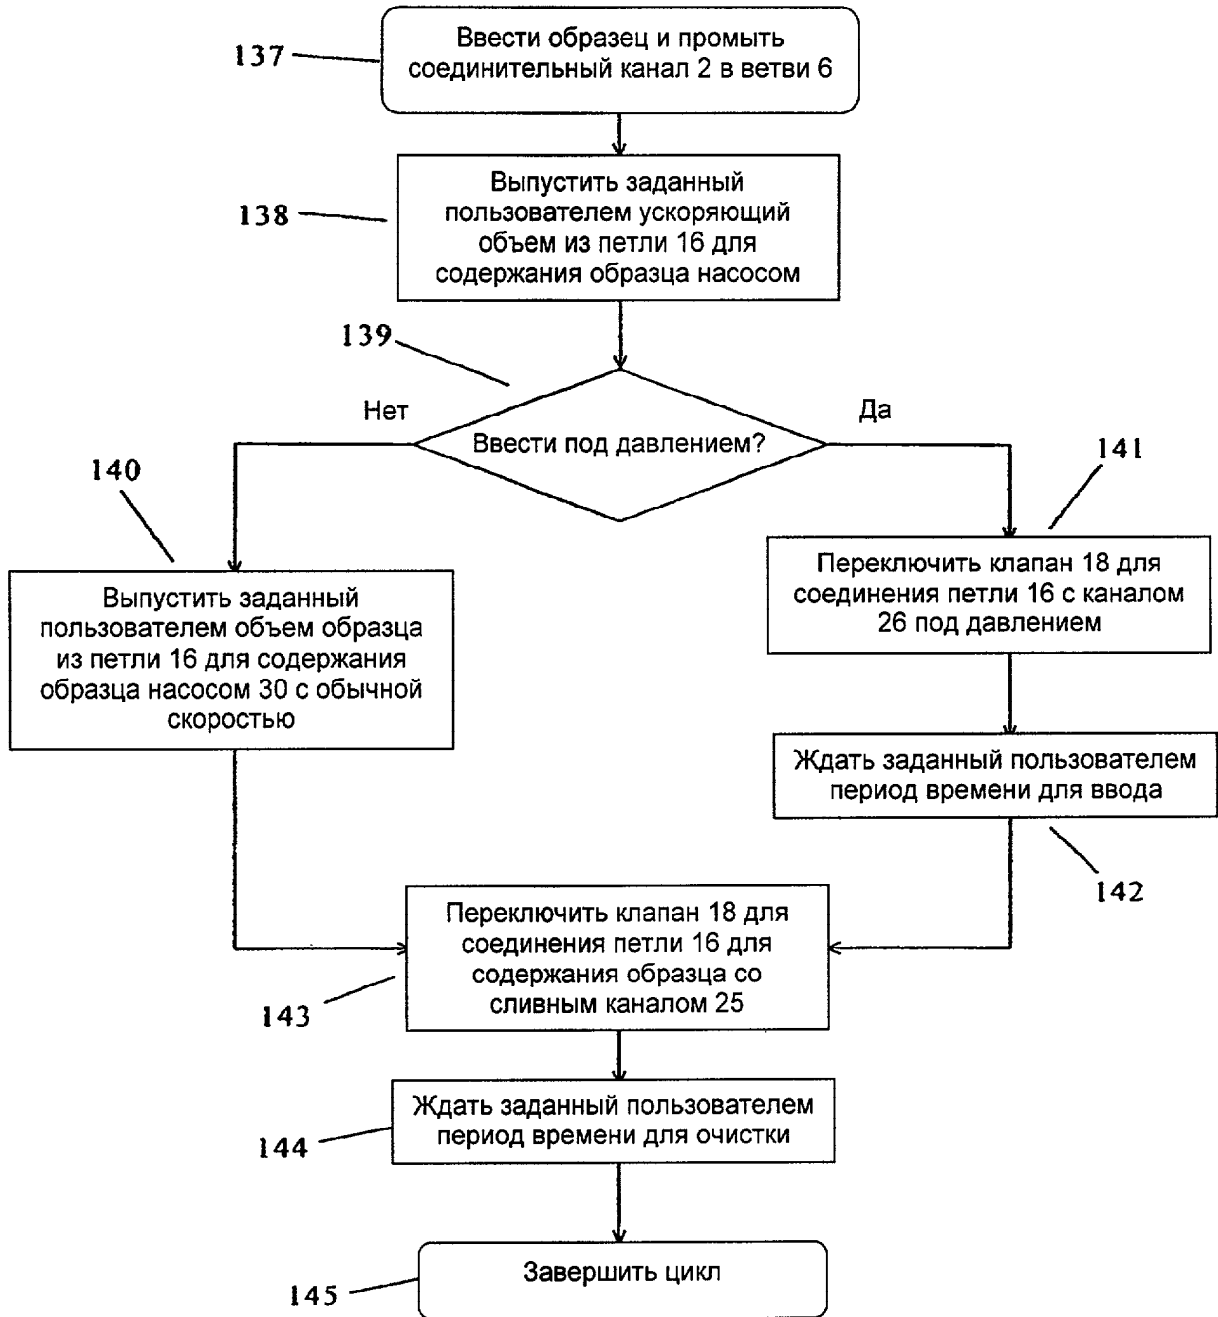 137
Ввести образец и промыть
соединительный канал 2 в ветви 6
138
Выпустить заданный
пользователем ускоряющий
объем из петли 16 для
содержания образца насосом
139
Нет
Ввести под давлением?
Да
140
Выпустить заданный
пользователем объем образца
из петли 16 для содержания
образца насосом 30 с обычной
скоростью
141
Переключить клапан 18 для
соединения петли 16 с каналом
26 под давлением
Ждать заданный пользователем
период времени для ввода
142
Переключить клапан 18 для
соединения петли 16 для
содержания образца со
сливным каналом 25
143
Ждать заданный пользователем
период времени для очистки
144
Завершить цикл
145